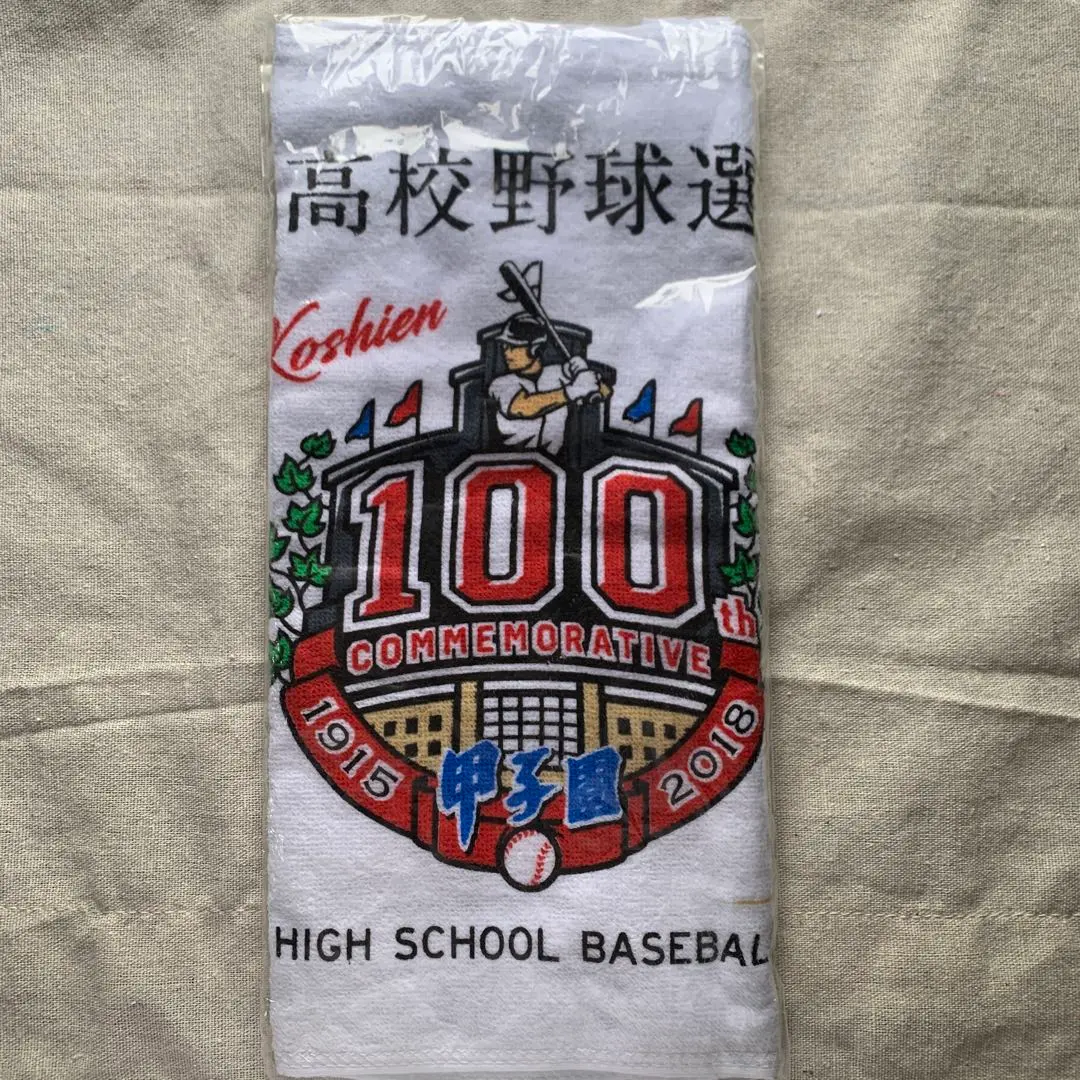 高校野球選
Koshien
100
th
COMMEMORATIVE
1915
2018
甲子園
HIGH SCHOOL BASEBAL